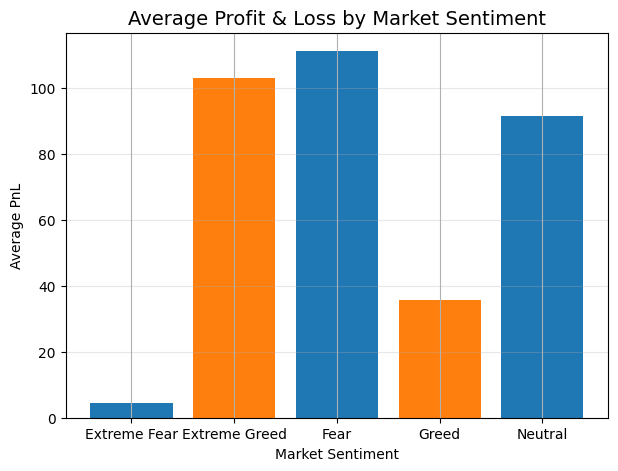 Average Profit & Loss by Market Sentiment
100
80
60
40
20
0
Average PnL
Extreme Fear Extreme Greed Fear Greed Neutral
Market Sentiment